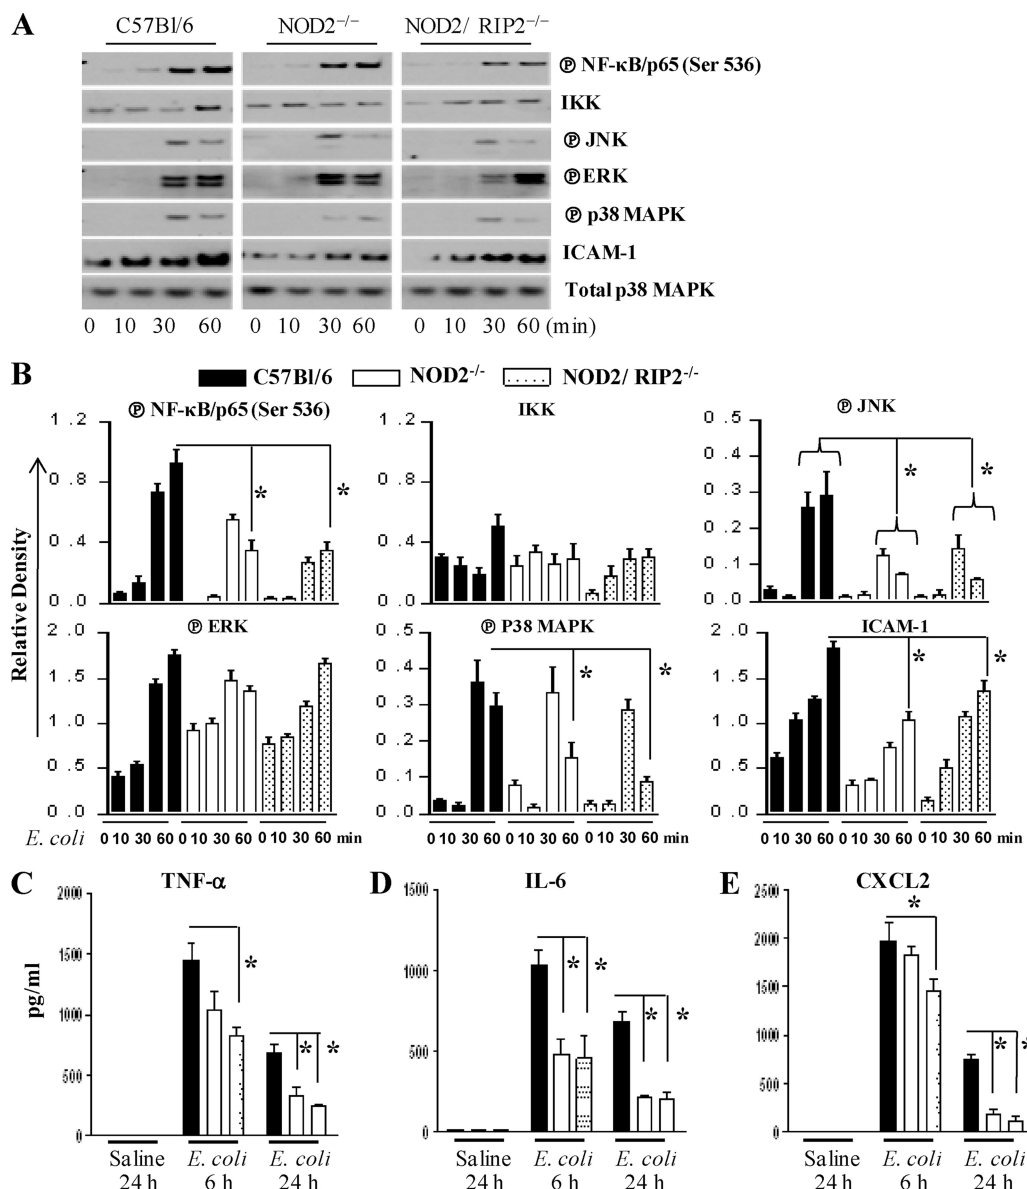 A
C57Bl/6 NOD2−/− NOD2/ RIP2−/−
Ⓟ NF-κB/p65 (Ser 536)
IKK
Ⓟ JNK
Ⓟ ERK
Ⓟ p38 MAPK
ICAM-1
Total p38 MAPK
0 10 30 60 0 10 30 60 0 10 30 60 (min)
B
C57Bl/6 NOD2-/- NOD2/ RIP2-/-
Ⓟ NF-κB/p65 (Ser 536) IKK Ⓟ JNK
1.2 0.8 0.4 0.0
1.2 0.8 0.4 0.0
0.5 0.4 0.3 0.2 0.1 0.0
* * * *
Relative Density
Ⓟ ERK Ⓟ P38 MAPK ICAM-1
2.0 1.5 1.0 0.5 0.0
0.5 0.4 0.3 0.2 0.1 0.0
2.0 1.5 1.0 0.5 0.0
* * * *
E. coli 0 10 30 60 0 10 30 60 0 10 30 60 min 0 10 30 60 0 10 30 60 0 10 30 60 min 0 10 30 60 0 10 30 60 0 10 30 60 min
C TNF-α
pg/ml
2000 1500 1000 500 0
* * *
Saline E. coli E. coli
24 h 6 h 24 h
D IL-6
1500 1000 500 0
* * * *
Saline E. coli E. coli
24 h 6 h 24 h
E CXCL2
2500 2000 1500 1000 500 0
* * *
Saline E. coli E. coli
24 h 6 h 24 h